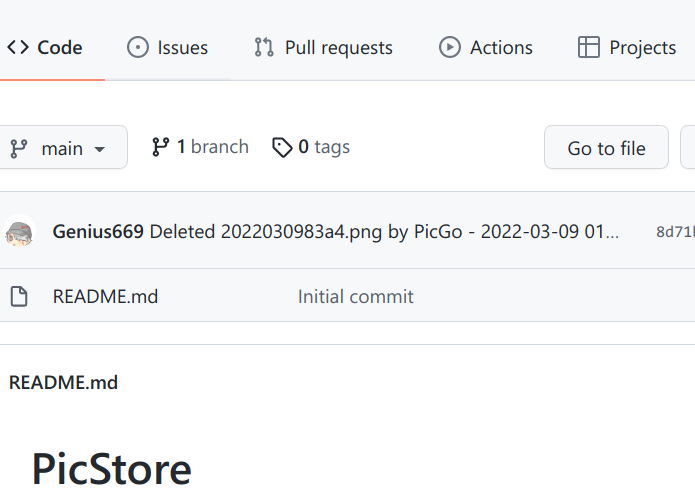 Code Issues Pull requests Actions Projects
main 1 branch 0 tags Go to file
Genius669 Deleted 2022030983a4.png by PicGo - 2022-03-09 01... 8d71
README.md Initial commit
README.md
PicStore